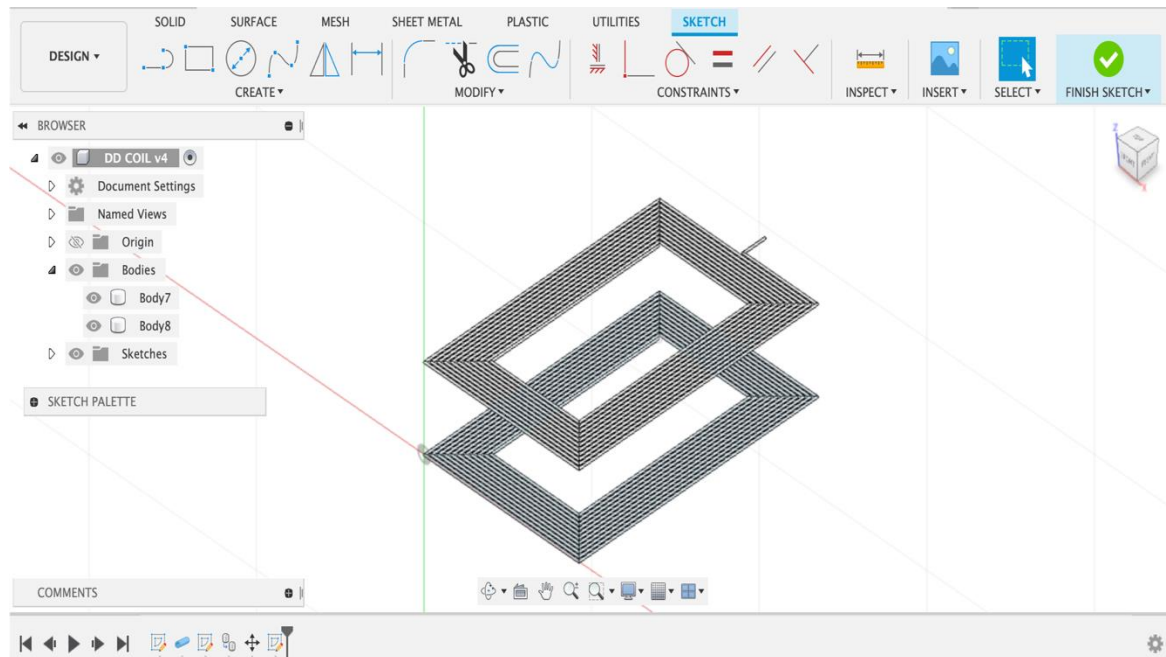 SOLID SURFACE MESH SHEET METAL PLASTIC UTILITIES SKETCH
DESIGN
CREATE MODIFY CONSTRAINTS INSPECT INSERT SELECT FINISH SKETCH
BROWSER
DD COIL v4
Document Settings
Named Views
Origin
Bodies
Body7
Body8
Sketches
SKETCH PALETTE
COMMENTS
Z
X